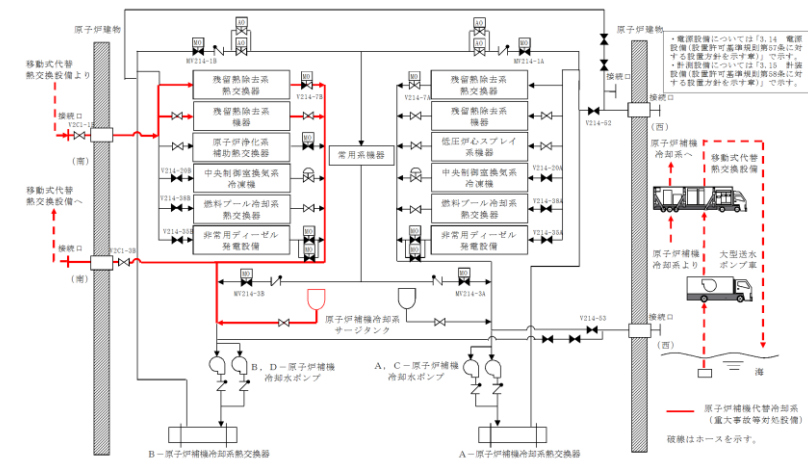 原子炉建物
移動式代替
熱交換設備より
接続口
V2C1-1B
(南)
移動式代替
熱交換設備へ
接続口
V2C1-3B
(南)
MO
AO
AO
MV214-1B
残留熱除去系
熱交換器
MO
V214-7B
残留熱除去系
機器
原子炉浄化系
補助熱交換器
MO
V214-20B
中央制御室換気系
冷凍機
V214-38B
燃料プール冷却系
熱交換器
V214-35B
非常用ディーゼル
発電設備
MO
MO
MO
MV214-3B
常用系機器
AO
AO
MO
MV214-1A
残留熱除去系
熱交換器
MO
V214-7A
残留熱除去系
機器
低圧炉心スプレイ
系機器
中央制御室換気系
冷凍機
V214-20A
燃料プール冷却系
熱交換器
V214-38A
非常用ディーゼル
発電設備
V214-35A
MO
MO
MO
MV214-3A
原子炉補機冷却系
サージタンク
B，D－原子炉補機
冷却水ポンプ
A，C－原子炉補機
冷却水ポンプ
B－原子炉補機冷却系熱交換器
A－原子炉補機冷却系熱交換器
原子炉建物
接続口
V214-52
(西)
V214-53
接続口
(西)
・電源設備については「3.14 電源
設備(設置許可基準規則第57条に対
する設置方針を示す章)」で示す。
・計測設備については「3.15 計装
設備(設置許可基準規則第58条に対
する設置方針を示す章)」で示す。
原子炉補機
冷却系へ
移動式代替
熱交換設備
原子炉補機
冷却系より
大型送水
ポンプ車
海
原子炉補機代替冷却系
(重大事故等対処設備)
破線はホースを示す。